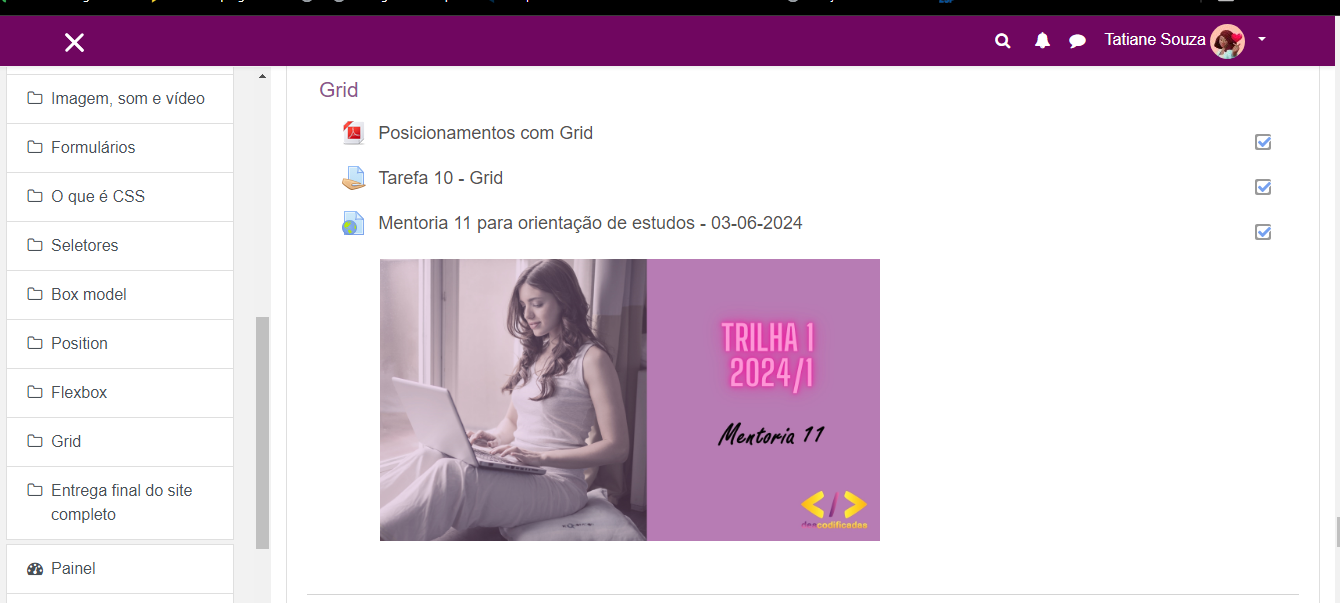 Tatiane Souza
Imagem, som e vídeo
Formulários
O que é CSS
Seletores
Box model
Position
Flexbox
Grid
Entrega final do site
completo
Painel
Grid
Posicionamentos com Grid
Tarefa 10 - Grid
Mentoria 11 para orientação de estudos - 03-06-2024
TRILHA 1
2024/1
Mentoria 11